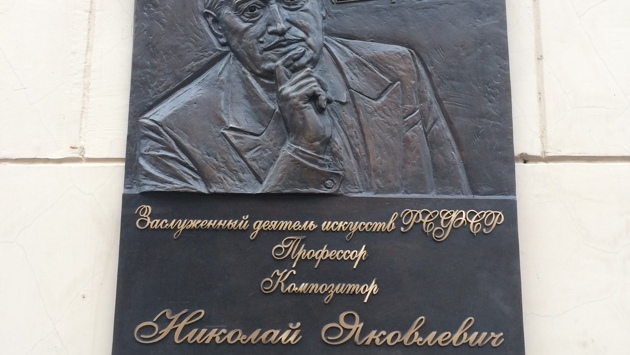 Заслуженный деятель искусств РСФСР
Профессор
Композитор
Николай Яковлевич